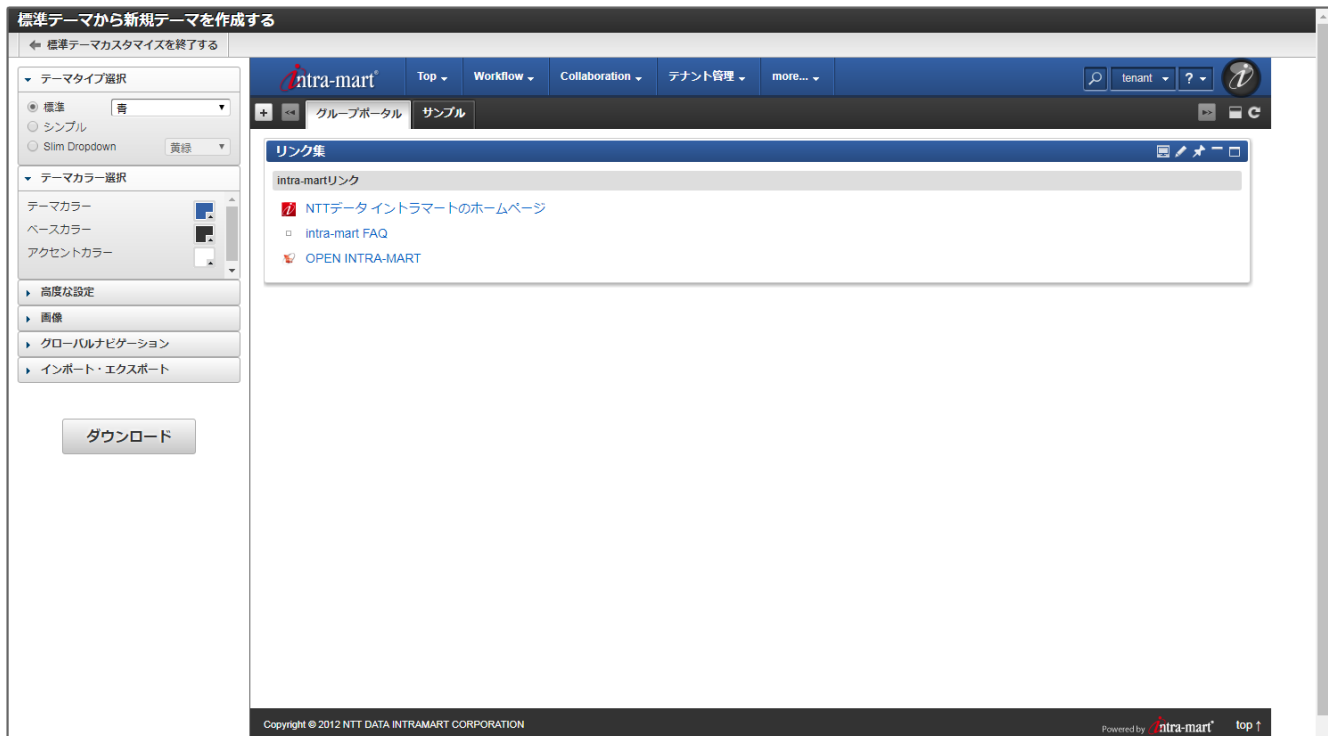 標準テーマから新規テーマを作成する
標準テーマカスタマイズを終了する
テーマタイプ選択
標準 青
シンプル
Slim Dropdown 黄緑
テーマカラー選択
テーマカラー
ベースカラー
アクセントカラー
高度な設定
画像
グローバルナビゲーション
インポート・エクスポート
ダウンロード
intra-mart® Top Workflow Collaboration テナント管理 more... tenant ? i
+ << グループポータル サンプル >>
リンク集
intra-martリンク
NTTデータ イントラマートのホームページ
intra-mart FAQ
OPEN INTRA-MART
Copyright © 2012 NTT DATA INTRAMART CORPORATION
Powered by intra-mart® top ↑